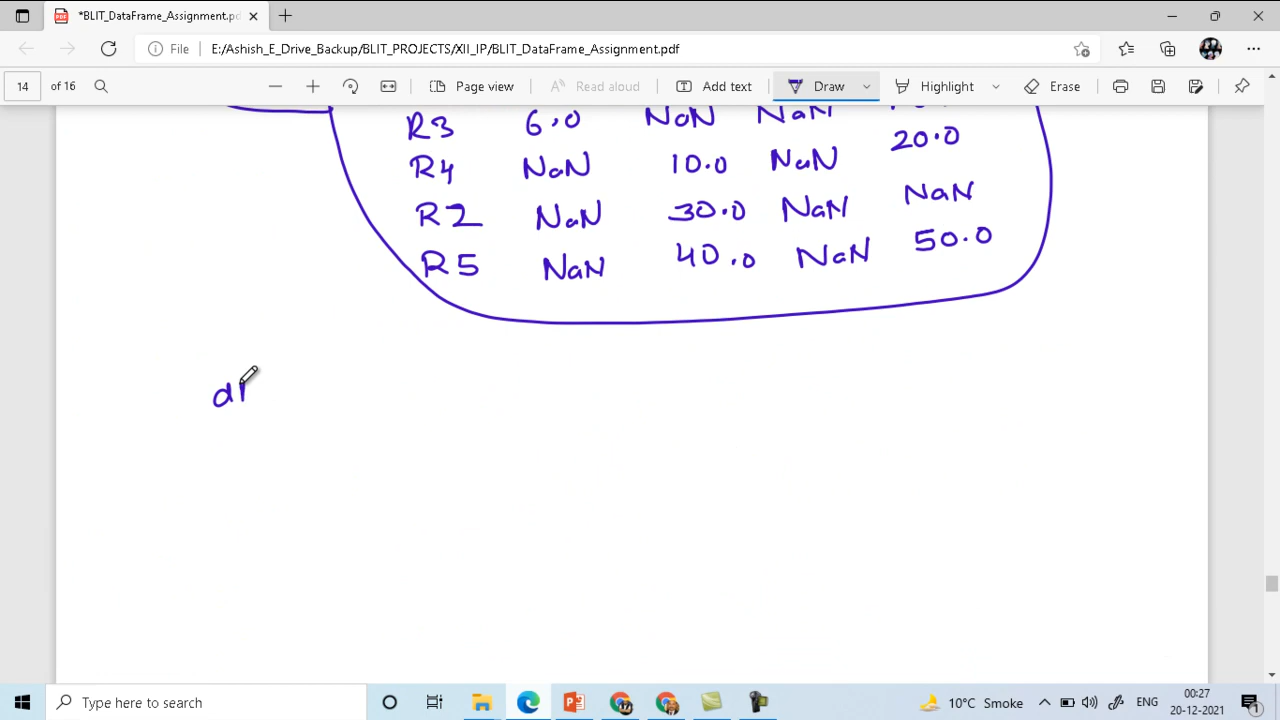 *BLIT_DataFrame_Assignment.pd
File E:/Ashish_E_Drive_Backup/BLIT_PROJECTS/XII_IP/BLIT_DataFrame_Assignment.pdf
14 of 16 Page view Read aloud Add text Draw Highlight Erase
R3 6.0 NaN NaN
R4 NaN 10.0 NaN 20.0
R2 NaN 30.0 NaN NaN
R5 NaN 40.0 NaN 50.0
Type here to search 10°C Smoke ENG 00:27
20-12-2021